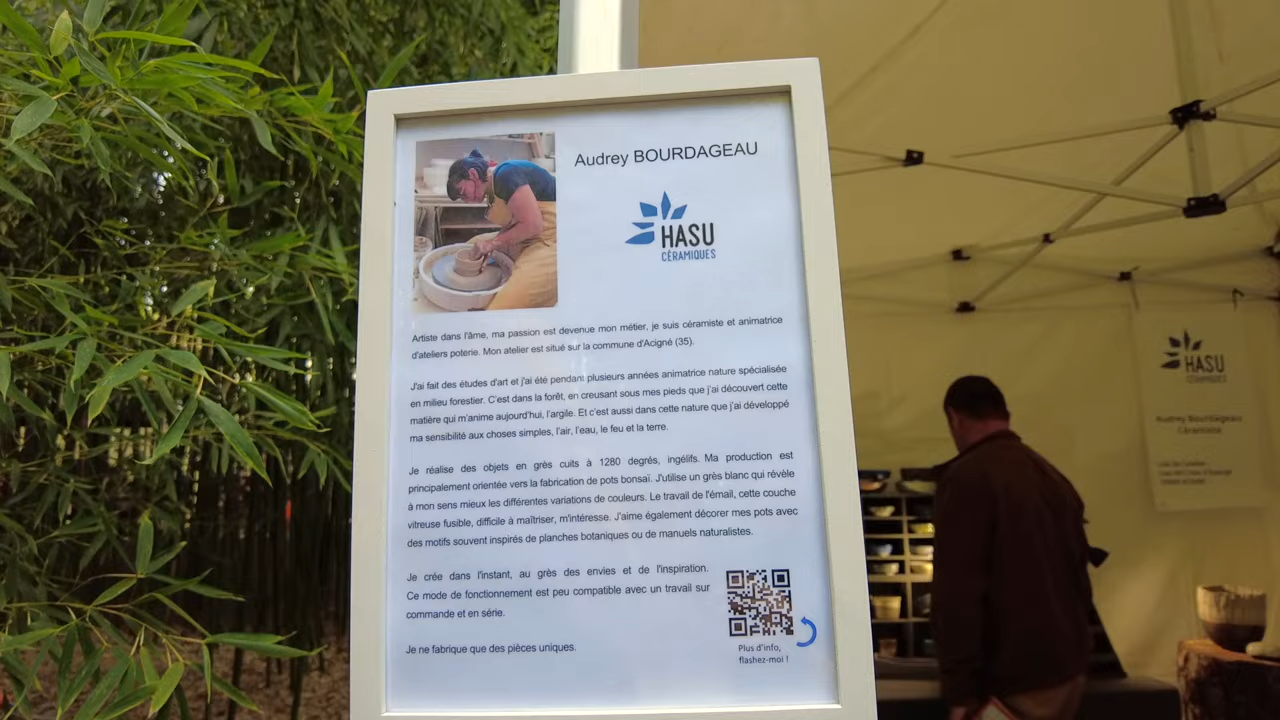 Audrey BOURDAGEAU
HASU
CÉRAMIQUES
Artiste dans l'âme, ma passion est devenue mon métier, je suis céramiste et animatrice
d'ateliers poterie. Mon atelier est situé sur la commune d'Acigné (35).
J'ai fait des études d'art et j'ai été pendant plusieurs années animatrice nature spécialisée
en milieu forestier. C'est dans la forêt, en creusant sous mes pieds que j'ai découvert cette
matière qui m'anime aujourd'hui, l'argile. Et c'est aussi dans cette nature que j'ai développé
ma sensibilité aux choses simples, l'air, l'eau, le feu et la terre.
Je réalise des objets en grès cuits à 1280 degrés, ingélifs. Ma production est
principalement orientée vers la fabrication de pots bonsaï. J'utilise un grès blanc qui révèle
à mon sens mieux les différentes variations de couleurs. Le travail de l'émail, cette couche
vitreuse fusible, difficile à maîtriser, m'intéresse. J'aime également décorer mes pots avec
des motifs souvent inspirés de planches botaniques ou de manuels naturalistes.
Je crée dans l'instant, au grès des envies et de l'inspiration.
Ce mode de fonctionnement est peu compatible avec un travail sur
commande et en série.
Je ne fabrique que des pièces uniques.
Plus d'info,
flashez-moi !
HASU
CÉRAMIQUES
Audrey Bourdageau
Céramiste